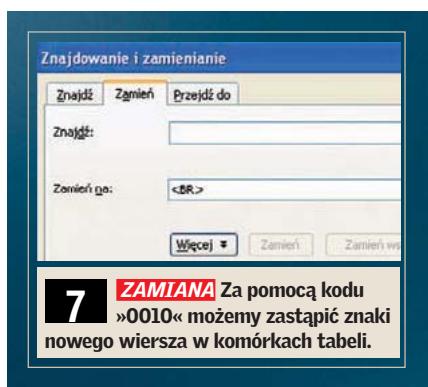 Znajdowanie i zamienianie
Znajdź Zamień Przejdź do
Znajdź:
Zamień na: <BR>
Więcej Zamień Zamień ws
7 ZAMIANA Za pomocą kodu
»0010« możemy zastąpić znaki
nowego wiersza w komórkach tabeli.